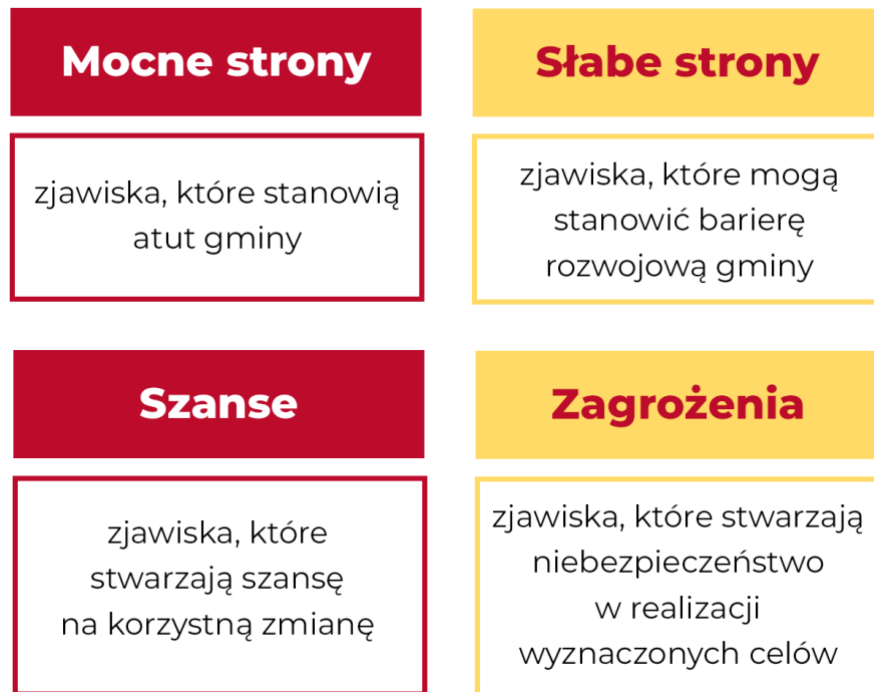 Mocne strony
zjawiska, które stanowią
atut gminy
Słabe strony
zjawiska, które mogą
stanowić barierę
rozwojową gminy
Szanse
zjawiska, które
stwarzają szansę
na korzystną zmianę
Zagrożenia
zjawiska, które stwarzają
niebezpieczeństwo
w realizacji
wyznaczonych celów